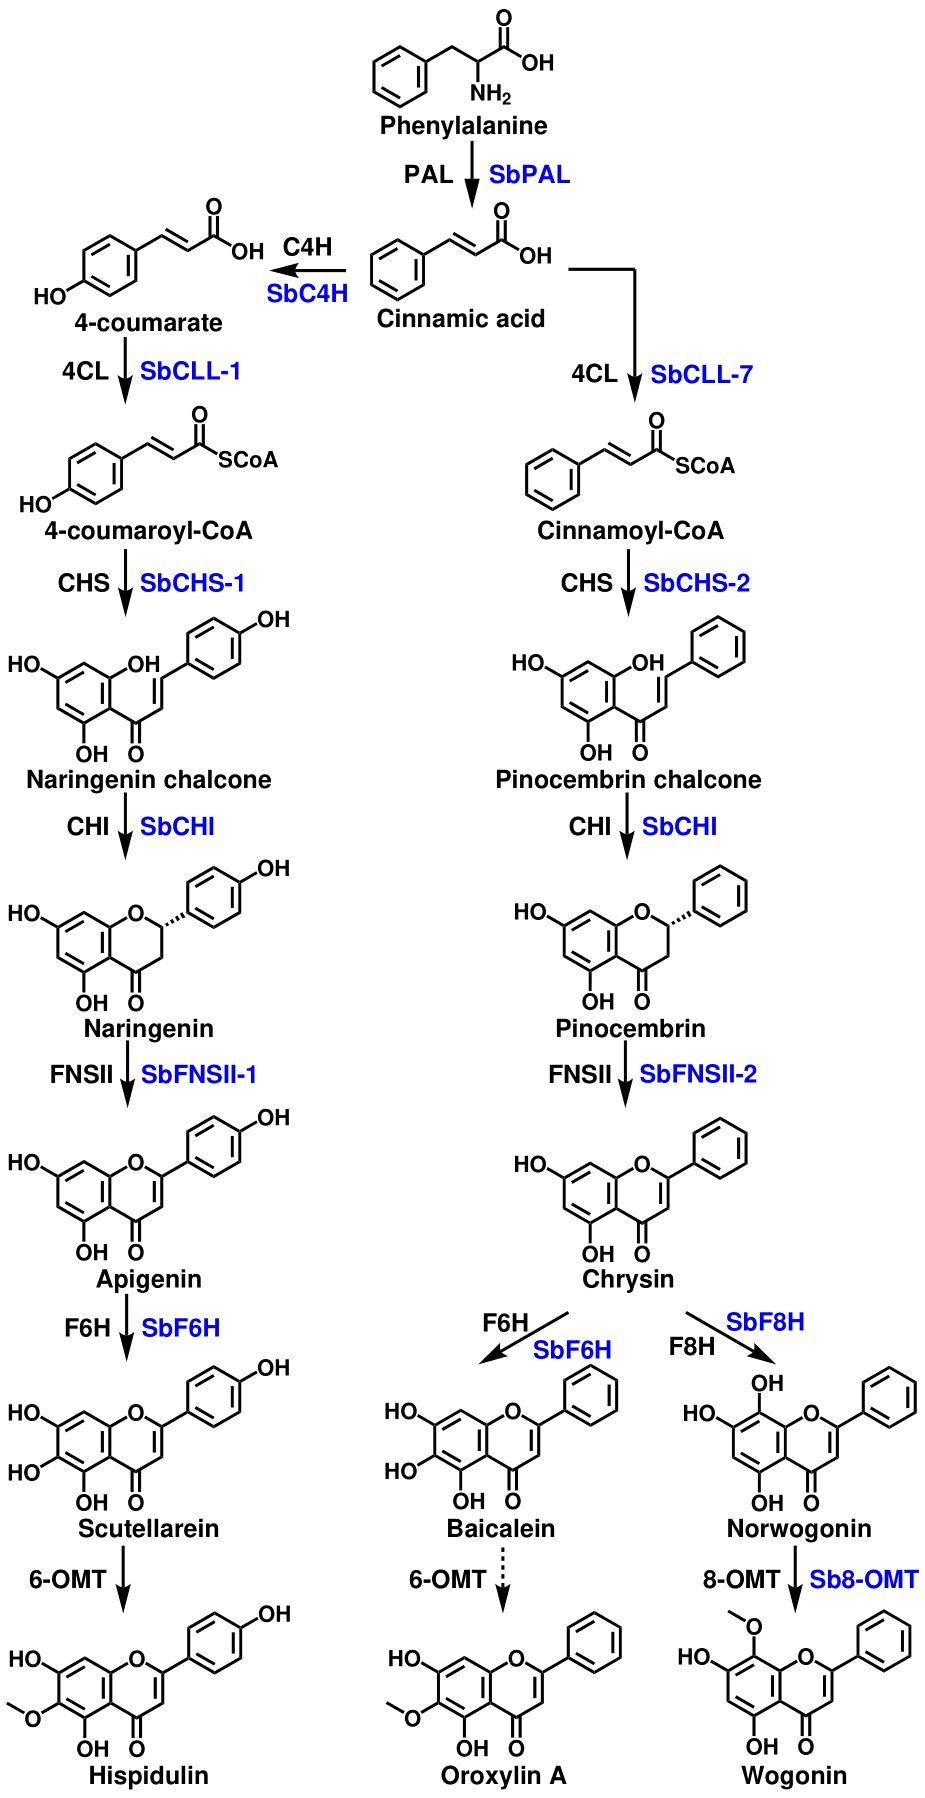 O
OH
NH2
Phenylalanine
PAL SbPAL
O
OH
HO
4-coumarate
C4H
SbC4H
O
OH
Cinnamic acid
4CL SbCLL-1
4CL SbCLL-7
O
SCoA
HO
4-coumaroyl-CoA
O
SCoA
Cinnamoyl-CoA
CHS SbCHS-1
CHS SbCHS-2
OH
HO OH
OH O
Naringenin chalcone
HO OH
OH O
Pinocembrin chalcone
CHI SbCHI
CHI SbCHI
OH
HO O
OH O
Naringenin
HO O
OH O
Pinocembrin
FNSII SbFNSII-1
FNSII SbFNSII-2
OH
HO O
OH O
Apigenin
HO O
OH O
Chrysin
F6H SbF6H
F6H
SbF6H
SbF8H
F8H
OH
HO O
HO
OH O
Scutellarein
HO O
HO
OH O
Baicalein
OH
HO O
OH O
Norwogonin
6-OMT
6-OMT
8-OMT Sb8-OMT
OH
HO O
O
OH O
Hispidulin
HO O
O
OH O
Oroxylin A
O
HO O
OH O
Wogonin